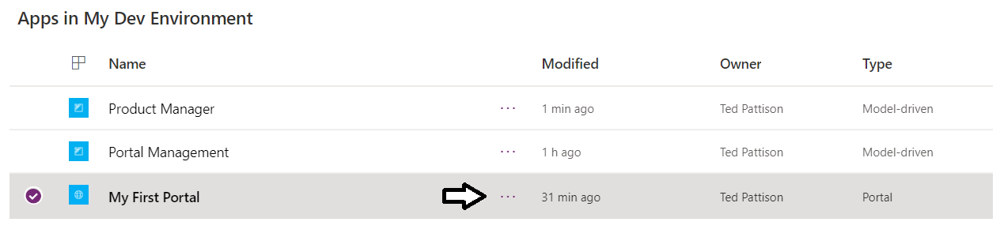 Apps in My Dev Environment
Name Modified Owner Type
Product Manager ... 1 min ago Ted Pattison Model-driven
Portal Management ... 1 h ago Ted Pattison Model-driven
My First Portal ... 31 min ago Ted Pattison Portal